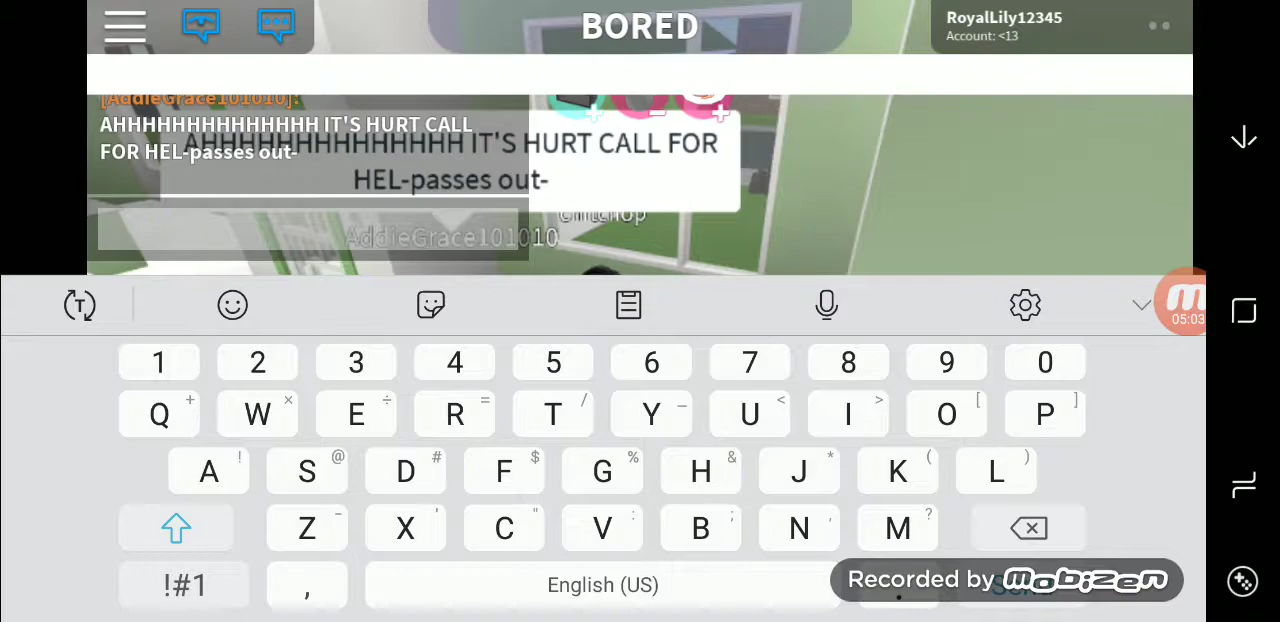 BORED
RoyalLily12345
Account: <13
[AddieGrace101010]:
AHHHHHHHHHHHHHH IT'S HURT CALL
FOR HEL-passes out-
AHHHHHHHHHHHHHH IT'S HURT CALL FOR
HEL-passes out-
AddieGrace101010
05:03
1 2 3 4 5 6 7 8 9 0
Q + W × E ÷ R = T / Y _ U < I > O [ P ]
A ! S @ D # F $ G % H & J * K ( L )
Z - X ' C " V : B ; N , M ?
!#1 , English (US) .
Recorded by mobizen